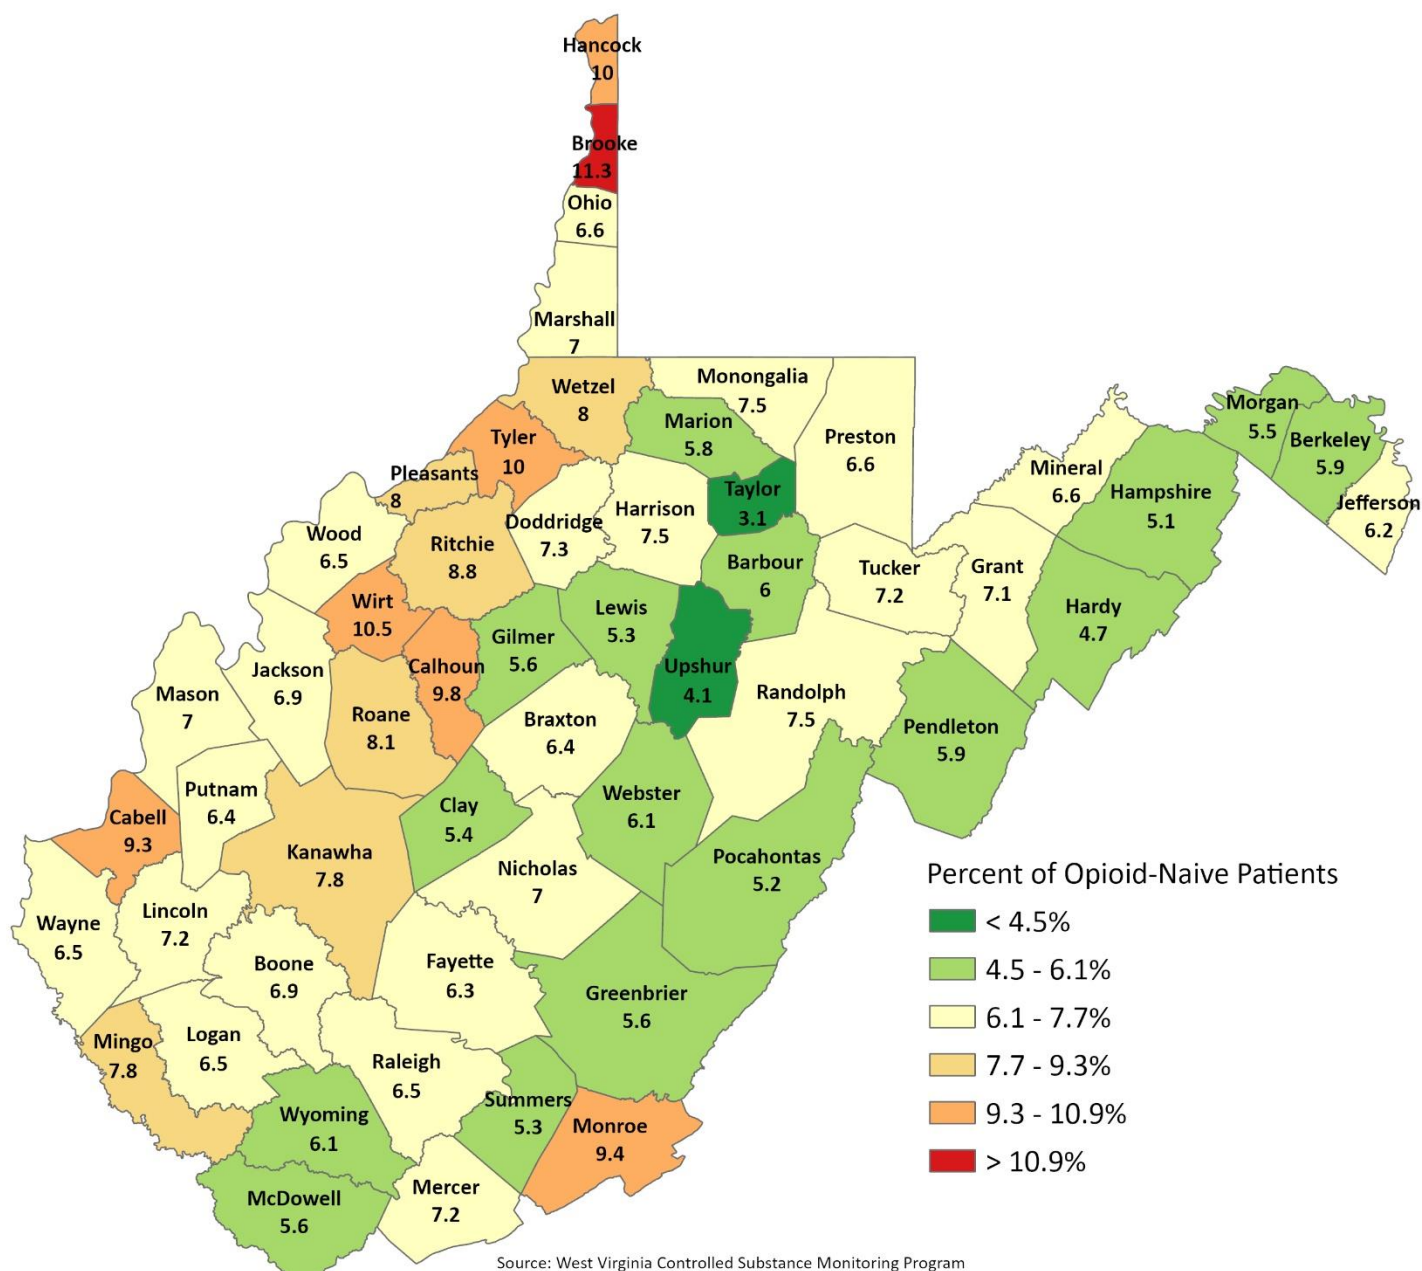 Hancock
10
Brooke
11.3
Ohio
6.6
Marshall
7
Wetzel
8
Monongalia
7.5
Marion
5.8
Preston
6.6
Tyler
10
Pleasants
8
Taylor
3.1
Morgan
5.5
Berkeley
5.9
Jefferson
6.2
Mineral
6.6
Hampshire
5.1
Wood
6.5
Ritchie
8.8
Doddridge
7.3
Harrison
7.5
Barbour
6
Tucker
7.2
Grant
7.1
Hardy
4.7
Wirt
10.5
Calhoun
9.8
Gilmer
5.6
Lewis
5.3
Upshur
4.1
Randolph
7.5
Pendleton
5.9
Mason
7
Jackson
6.9
Roane
8.1
Braxton
6.4
Webster
6.1
Cabell
9.3
Putnam
6.4
Kanawha
7.8
Clay
5.4
Nicholas
7
Pocahontas
5.2
Wayne
6.5
Lincoln
7.2
Boone
6.9
Fayette
6.3
Greenbrier
5.6
Mingo
7.8
Logan
6.5
Raleigh
6.5
Summers
5.3
Monroe
9.4
Wyoming
6.1
McDowell
5.6
Mercer
7.2
Percent of Opioid-Naive Patients
< 4.5%
4.5 - 6.1%
6.1 - 7.7%
7.7 - 9.3%
9.3 - 10.9%
> 10.9%
Source: West Virginia Controlled Substance Monitoring Program